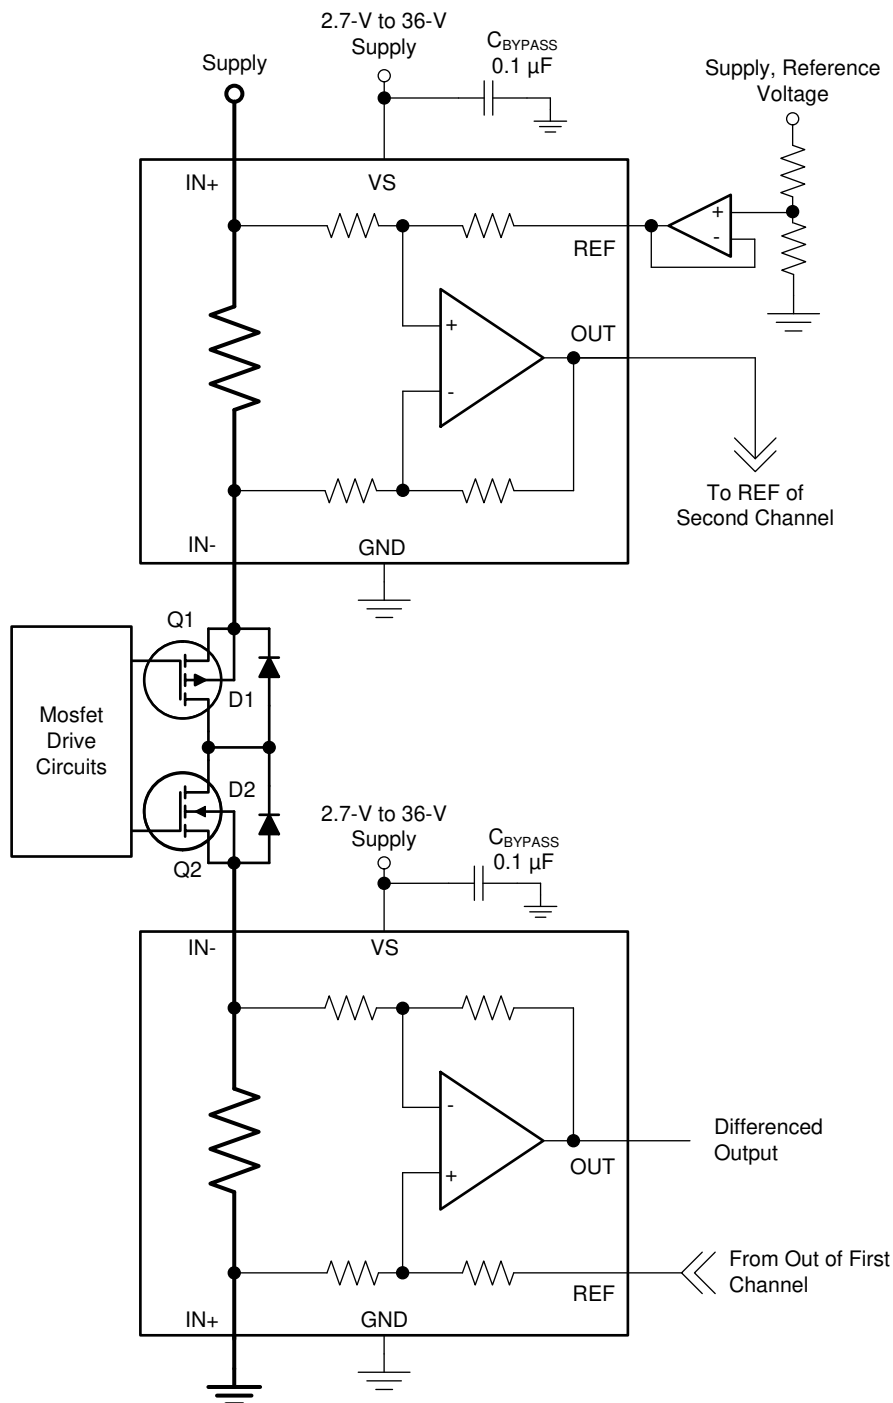 2.7-V to 36-V
Supply
CBYPASS
0.1 µF
Supply
Supply, Reference
Voltage
IN+
VS
+
-
REF
OUT
+
-
To REF of
Second Channel
IN-
GND
Q1
D1
Mosfet
Drive
Circuits
D2
Q2
2.7-V to 36-V
Supply
CBYPASS
0.1 µF
IN-
VS
-
+
OUT
Differenced
Output
From Out of First
Channel
REF
IN+
GND